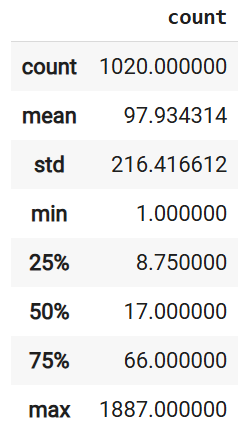 count
count 1020.000000
mean 97.934314
std 216.416612
min 1.000000
25% 8.750000
50% 17.000000
75% 66.000000
max 1887.000000